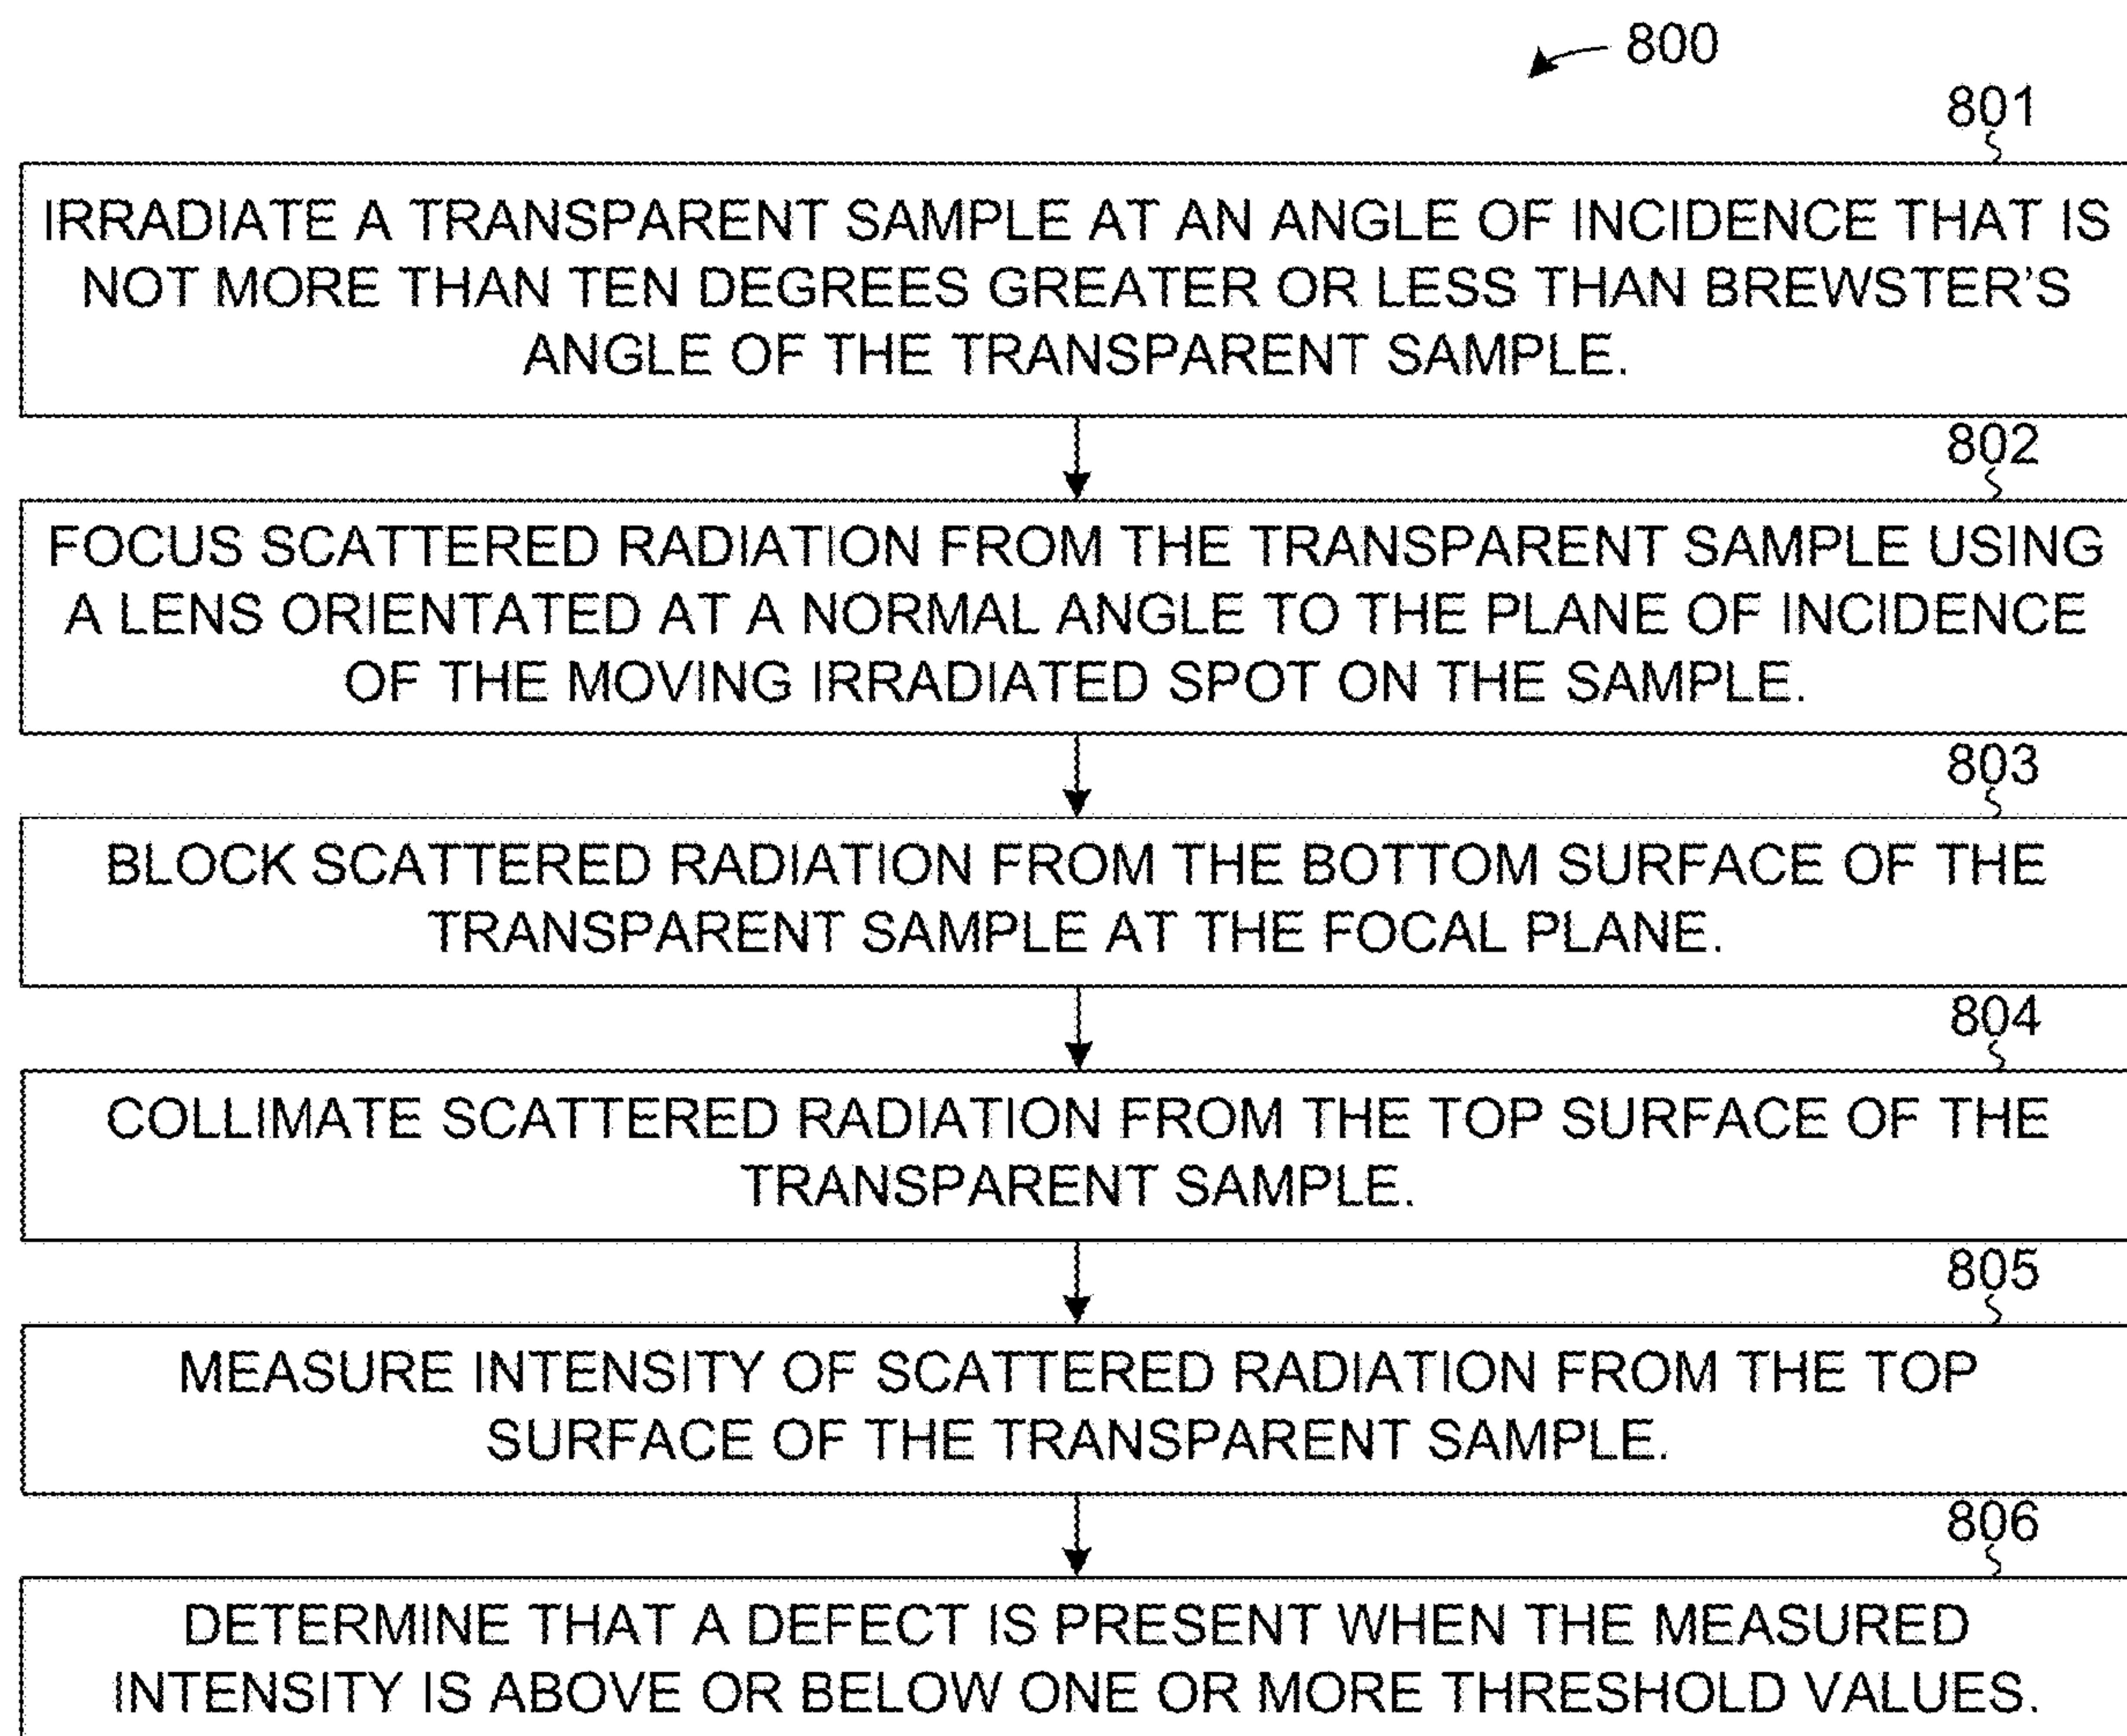 800
801
IRRADIATE A TRANSPARENT SAMPLE AT AN ANGLE OF INCIDENCE THAT IS
NOT MORE THAN TEN DEGREES GREATER OR LESS THAN BREWSTER'S
ANGLE OF THE TRANSPARENT SAMPLE.
802
FOCUS SCATTERED RADIATION FROM THE TRANSPARENT SAMPLE USING
A LENS ORIENTATED AT A NORMAL ANGLE TO THE PLANE OF INCIDENCE
OF THE MOVING IRRADIATED SPOT ON THE SAMPLE.
803
BLOCK SCATTERED RADIATION FROM THE BOTTOM SURFACE OF THE
TRANSPARENT SAMPLE AT THE FOCAL PLANE.
804
COLLIMATE SCATTERED RADIATION FROM THE TOP SURFACE OF THE
TRANSPARENT SAMPLE.
805
MEASURE INTENSITY OF SCATTERED RADIATION FROM THE TOP
SURFACE OF THE TRANSPARENT SAMPLE.
806
DETERMINE THAT A DEFECT IS PRESENT WHEN THE MEASURED
INTENSITY IS ABOVE OR BELOW ONE OR MORE THRESHOLD VALUES.